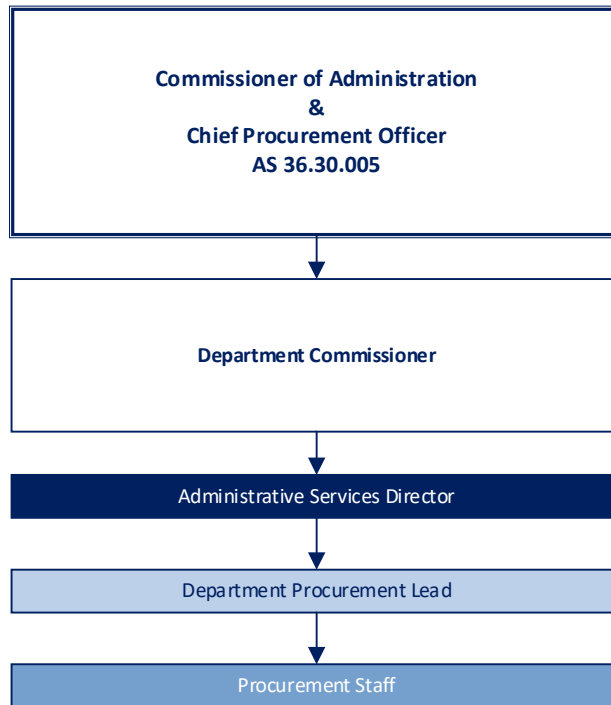 Commissioner of Administration
&
Chief Procurement Officer
AS 36.30.005
Department Commissioner
Administrative Services Director
Department Procurement Lead
Procurement Staff